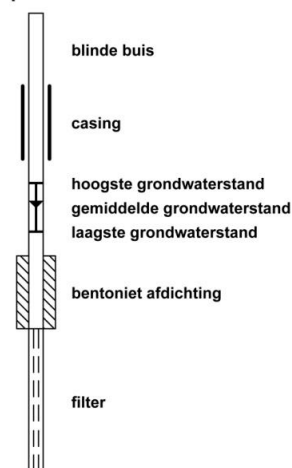 blinde buis
casing
hoogste grondwaterstand
gemiddelde grondwaterstand
laagste grondwaterstand
bentoniet afdichting
filter